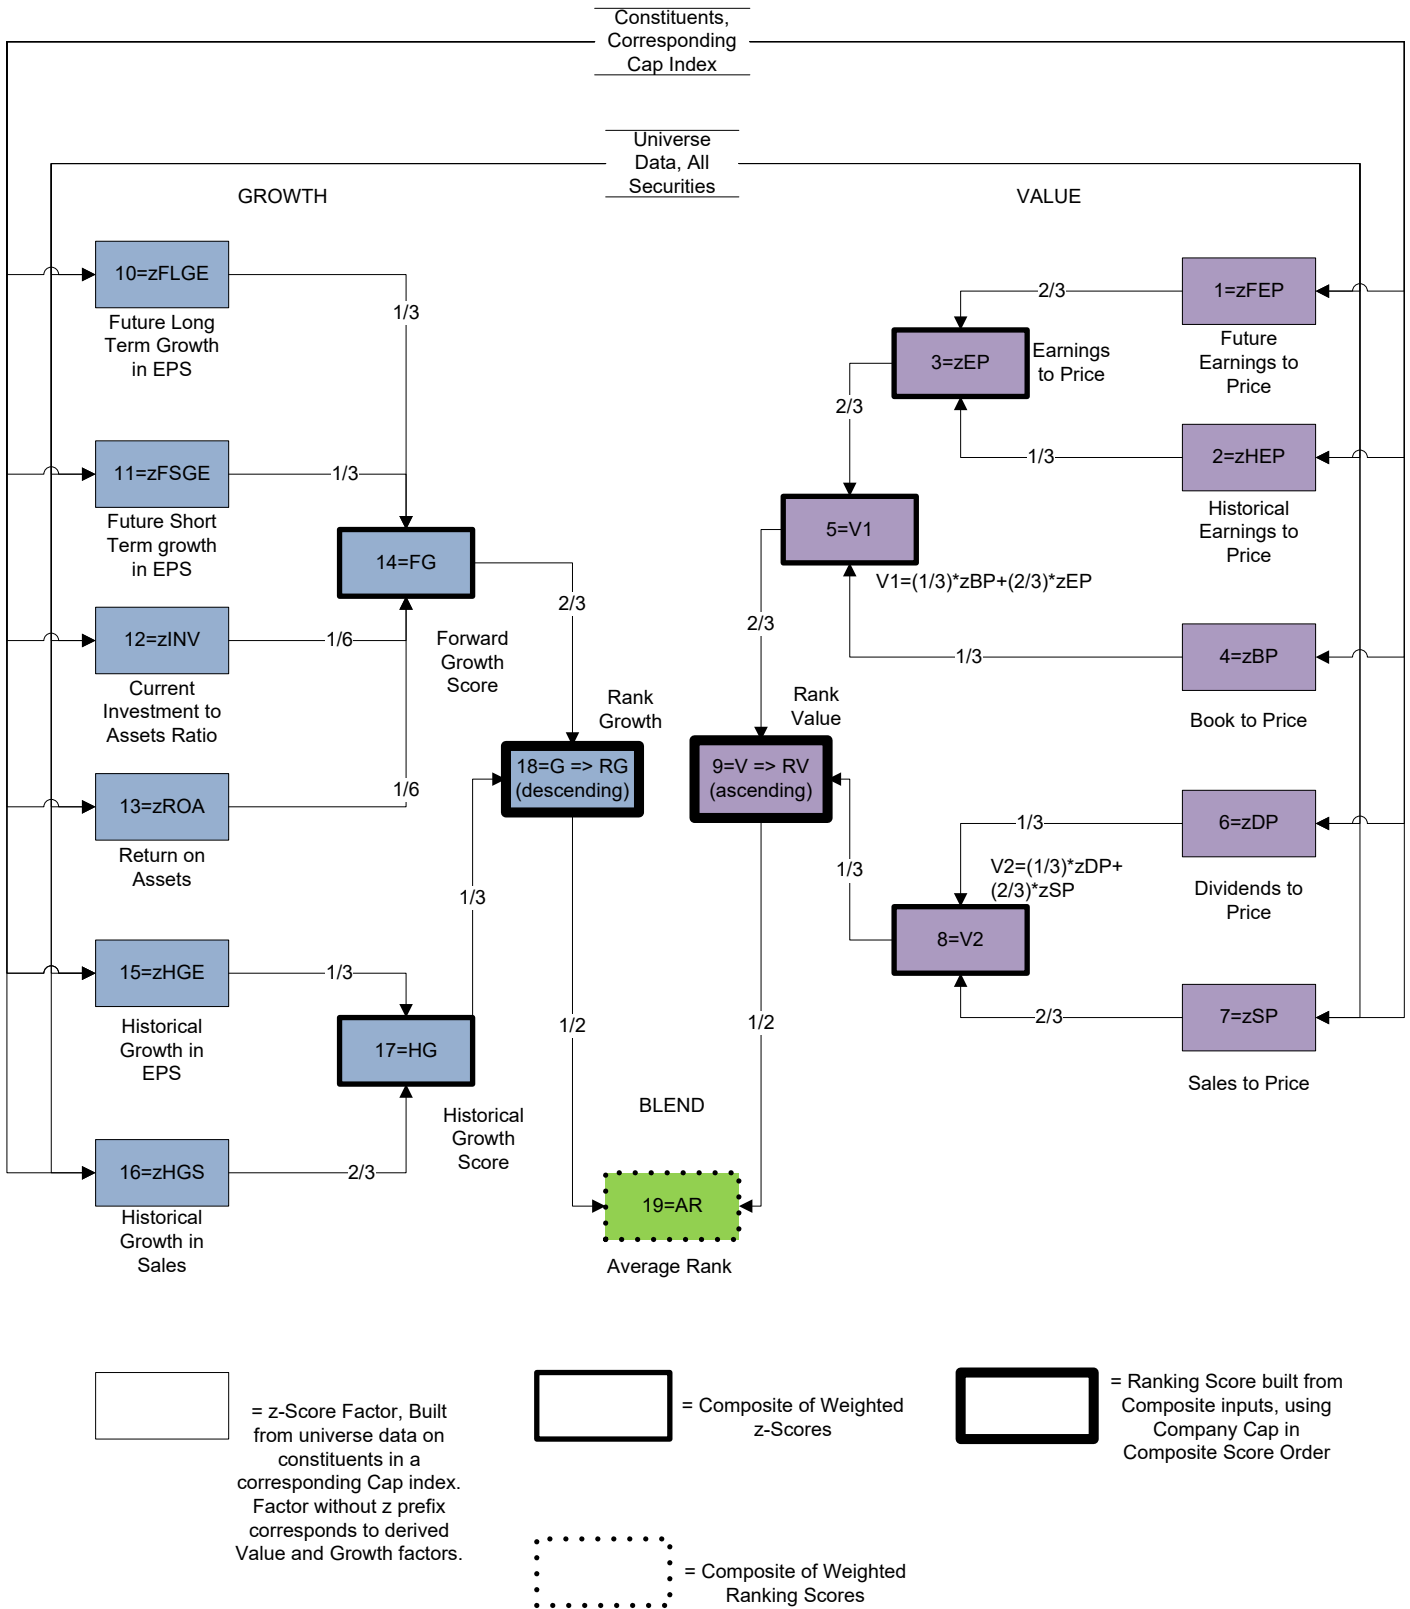 Constituents,
Corresponding
Cap Index
Universe
Data, All
Securities
GROWTH
VALUE
10=zFLGE
Future Long
Term Growth
in EPS
1/3
11=zFSGE
Future Short
Term growth
in EPS
1/3
14=FG
Forward
Growth
Score
12=zINV
Current
Investment to
Assets Ratio
1/6
13=zROA
Return on
Assets
1/6
2/3
Rank
Growth
18=G => RG
(descending)
15=zHGE
Historical
Growth in
EPS
1/3
17=HG
Historical
Growth
Score
1/3
16=zHGS
Historical
Growth in
Sales
2/3
1/2
1=zFEP
Future
Earnings to
Price
2/3
3=zEP
Earnings
to Price
2=zHEP
Historical
Earnings to
Price
1/3
2/3
5=V1
V1=(1/3)*zBP+(2/3)*zEP
4=zBP
Book to Price
1/3
2/3
Rank
Value
9=V => RV
(ascending)
6=zDP
Dividends to
Price
1/3
V2=(1/3)*zDP+
(2/3)*zSP
8=V2
1/3
7=zSP
Sales to Price
2/3
1/2
BLEND
19=AR
Average Rank
= z-Score Factor, Built
from universe data on
constituents in a
corresponding Cap index.
Factor without z prefix
corresponds to derived
Value and Growth factors.
= Composite of Weighted
z-Scores
= Ranking Score built from
Composite inputs, using
Company Cap in
Composite Score Order
= Composite of Weighted
Ranking Scores